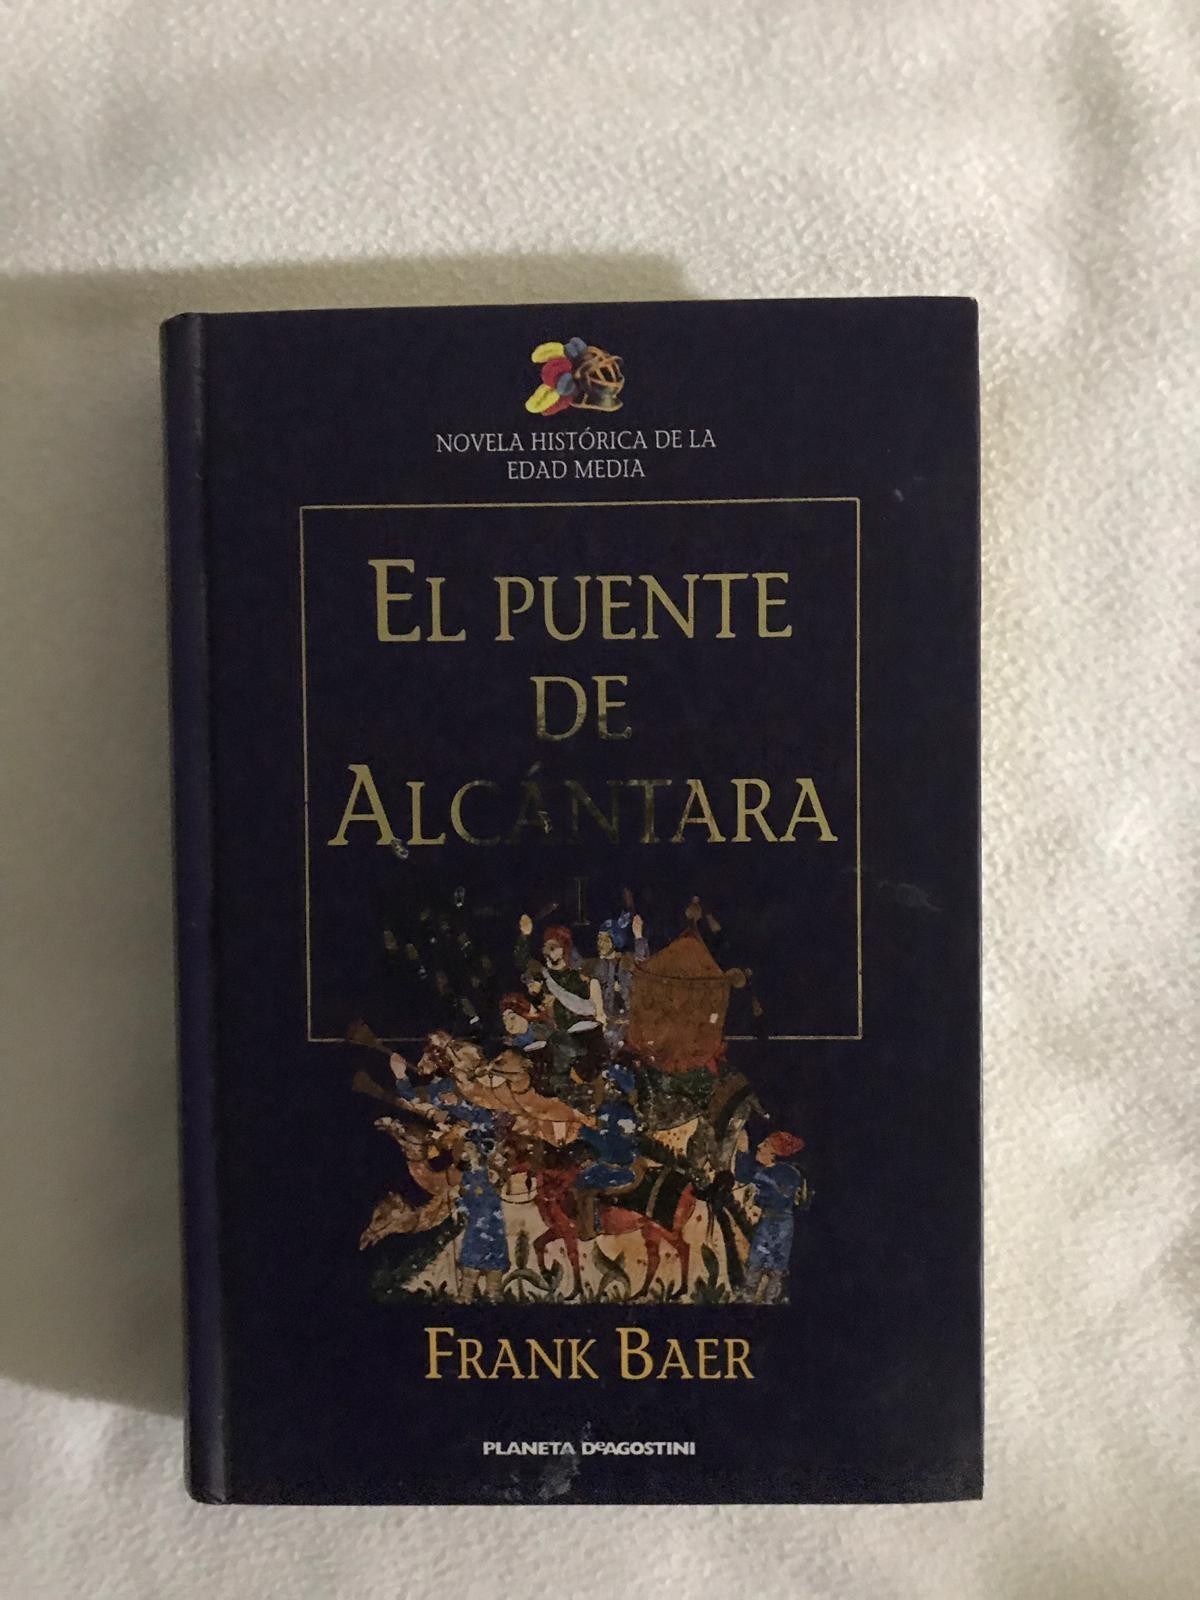 NOVELA HISTÓRICA DE LA
EDAD MEDIA
EL PUENTE
DE
ALCÁNTARA
I
FRANK BAER
PLANETA DeAGOSTINI